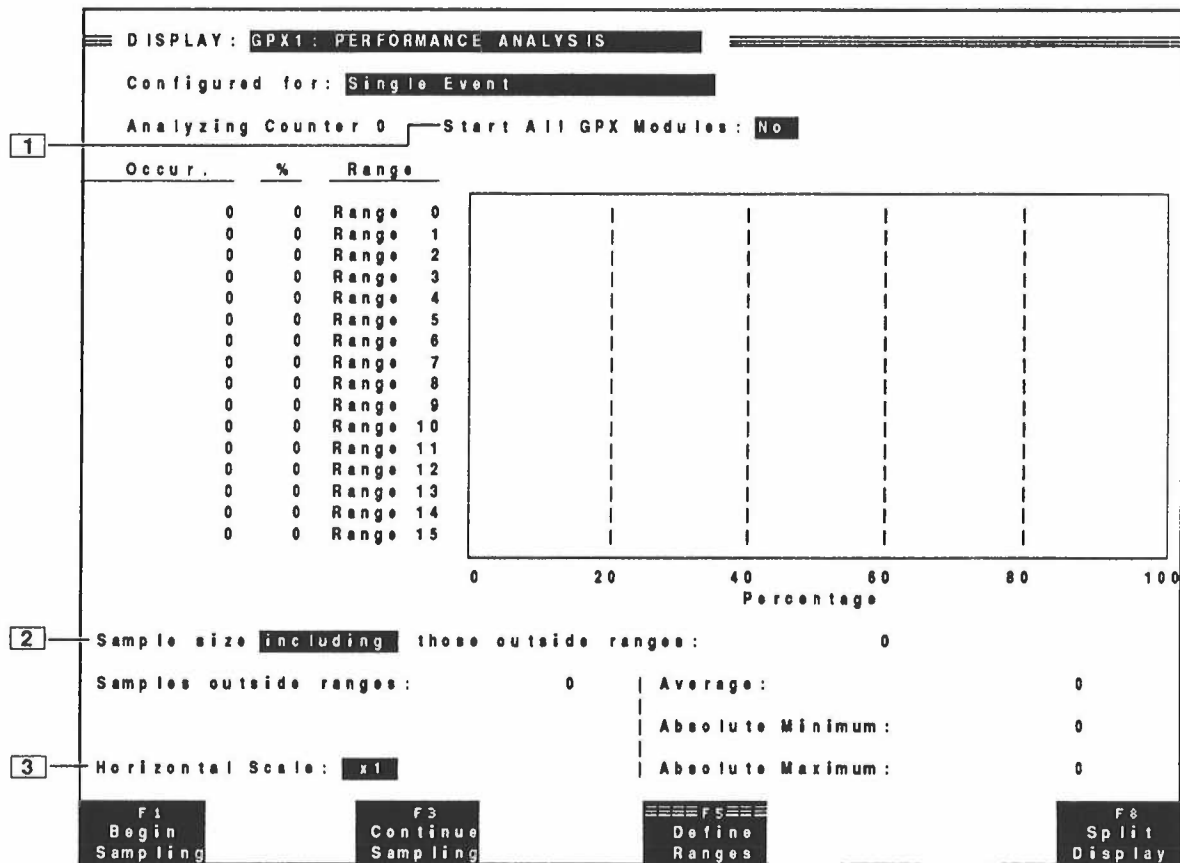 DISPLAY: GPX1: PERFORMANCE ANALYSIS
Configured for: Single Event
1
Analyzing Counter 0 Start All GPX Modules: No
Occur. % Range
0 0 Range 0
0 0 Range 1
0 0 Range 2
0 0 Range 3
0 0 Range 4
0 0 Range 5
0 0 Range 6
0 0 Range 7
0 0 Range 8
0 0 Range 9
0 0 Range 10
0 0 Range 11
0 0 Range 12
0 0 Range 13
0 0 Range 14
0 0 Range 15
0 20 40 60 80 100
Percentage
2 Sample size including those outside ranges: 0
Samples outside ranges: 0 Average: 0
Absolute Minimum: 0
3 Horizontal Scale: x1 Absolute Maximum: 0
F1 F3 F5 F8
Begin Continue Define Split
Sampling Sampling Ranges Display